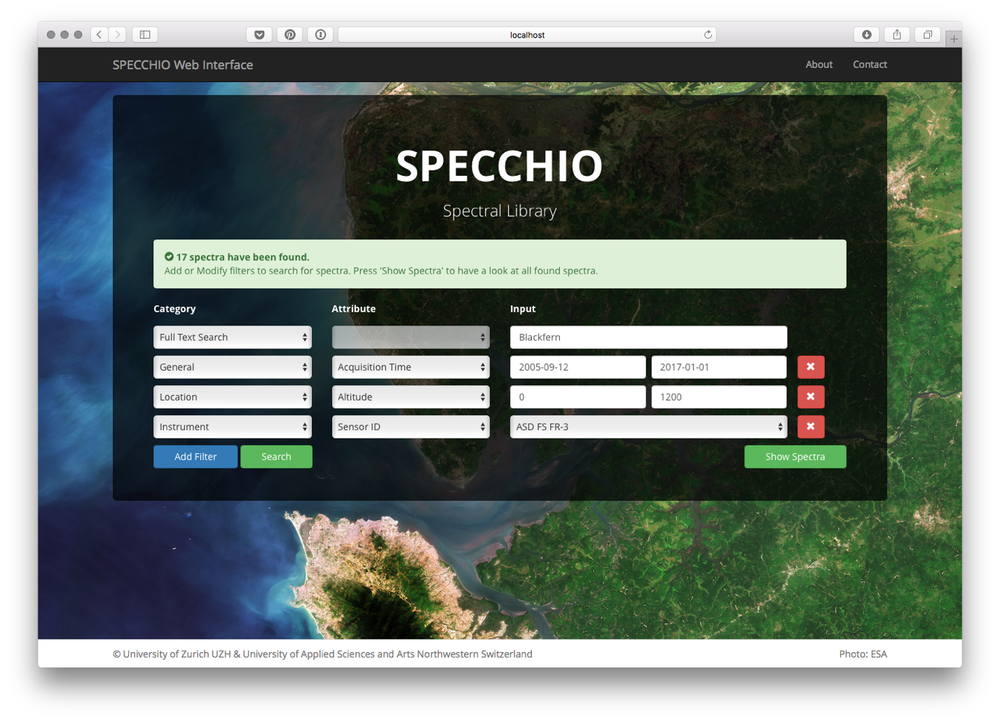 localhost
SPECCHIO Web Interface
About
Contact
SPECCHIO
Spectral Library
17 spectra have been found.
Add or Modify filters to search for spectra. Press 'Show Spectra' to have a look at all found spectra.
Category
Attribute
Input
Full Text Search
Blackfern
General
Acquisition Time
2005-09-12
2017-01-01
Location
Altitude
0
1200
Instrument
Sensor ID
ASD FS FR-3
Add Filter
Search
Show Spectra
© University of Zurich UZH & University of Applied Sciences and Arts Northwestern Switzerland
Photo: ESA